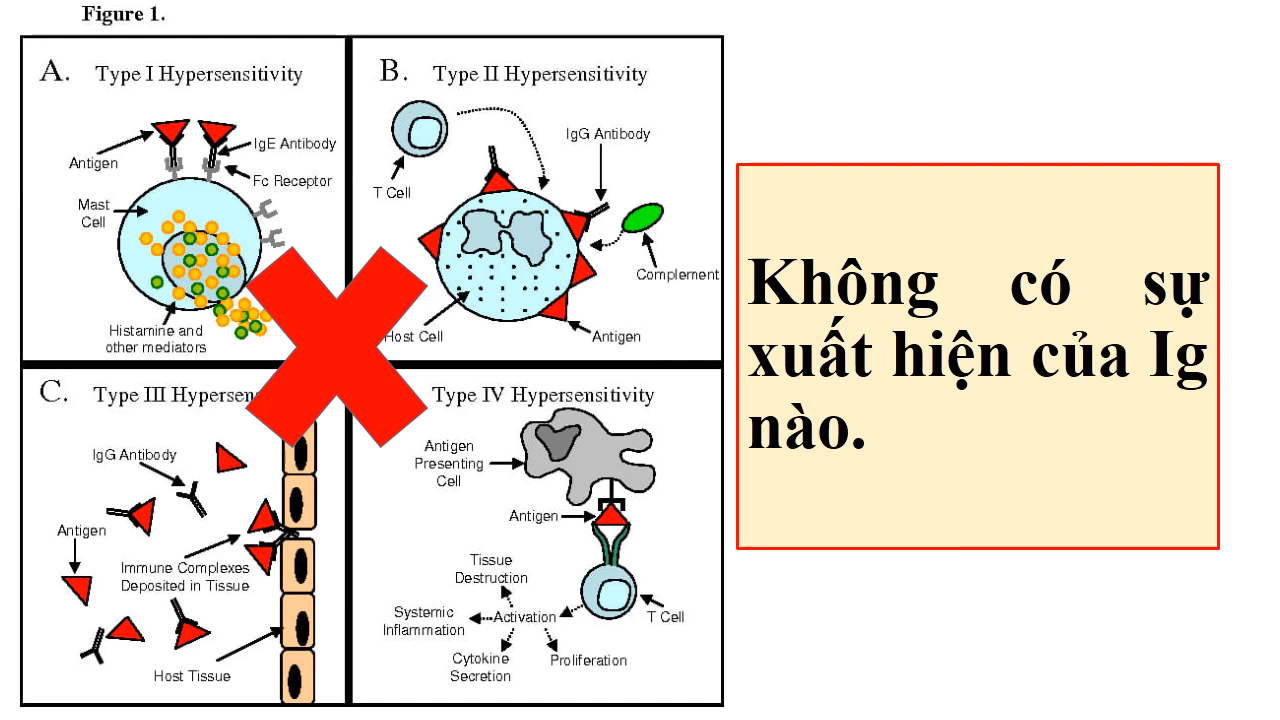 Figure 1.
A. Type I Hypersensitivity
Antigen
IgE Antibody
Fc Receptor
Mast
Cell
Histamine and
other mediators
B. Type II Hypersensitivity
IgG Antibody
T Cell
Complement
Host Cell
Antigen
C. Type III Hypersen
IgG Antibody
Antigen
Immune Complexes
Deposited in Tissue
Host Tissue
Type IV Hypersensitivity
Antigen
Presenting
Cell
Antigen
Tissue
Destruction
Systemic
Inflammation
Activation
T Cell
Cytokine
Secretion
Proliferation
Không có sự
xuất hiện của Ig
nào.